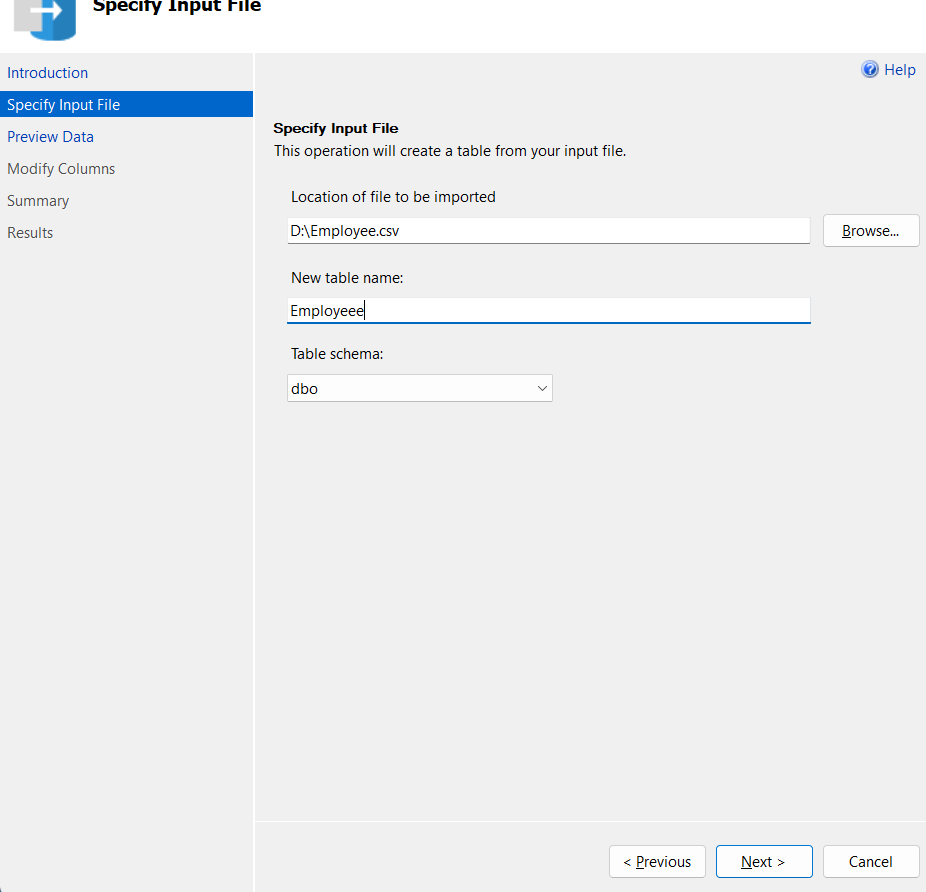 Specify Input File
Introduction
Specify Input File
Preview Data
Modify Columns
Summary
Results
Help
Specify Input File
This operation will create a table from your input file.
Location of file to be imported
D:\Employee.csv
Browse...
New table name:
Employeee
Table schema:
dbo
< Previous
Next >
Cancel